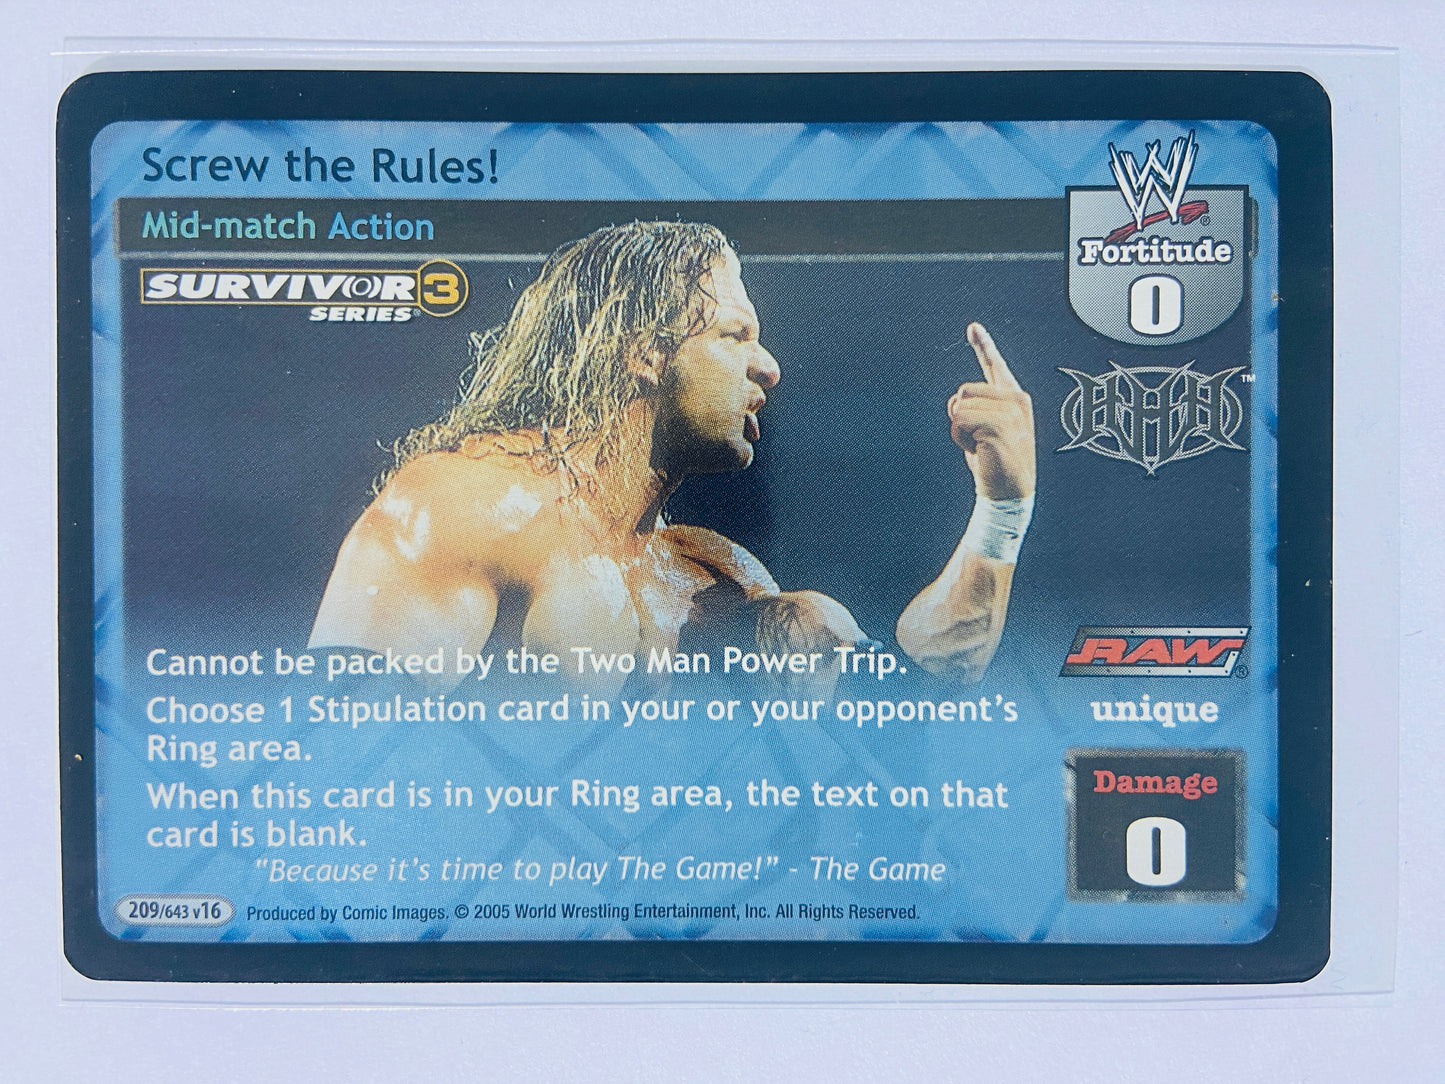 Screw the Rules!
Mid-match Action
SURVIVOR 3
SERIES®
W
Fortitude
0
HHH™
Cannot be packed by the Two Man Power Trip.
Choose 1 Stipulation card in your or your opponent's
Ring area.
When this card is in your Ring area, the text on that
card is blank.
"Because it's time to play The Game!" - The Game
RAW®
unique
Damage
0
209/643 v16 Produced by Comic Images. © 2005 World Wrestling Entertainment, Inc. All Rights Reserved.